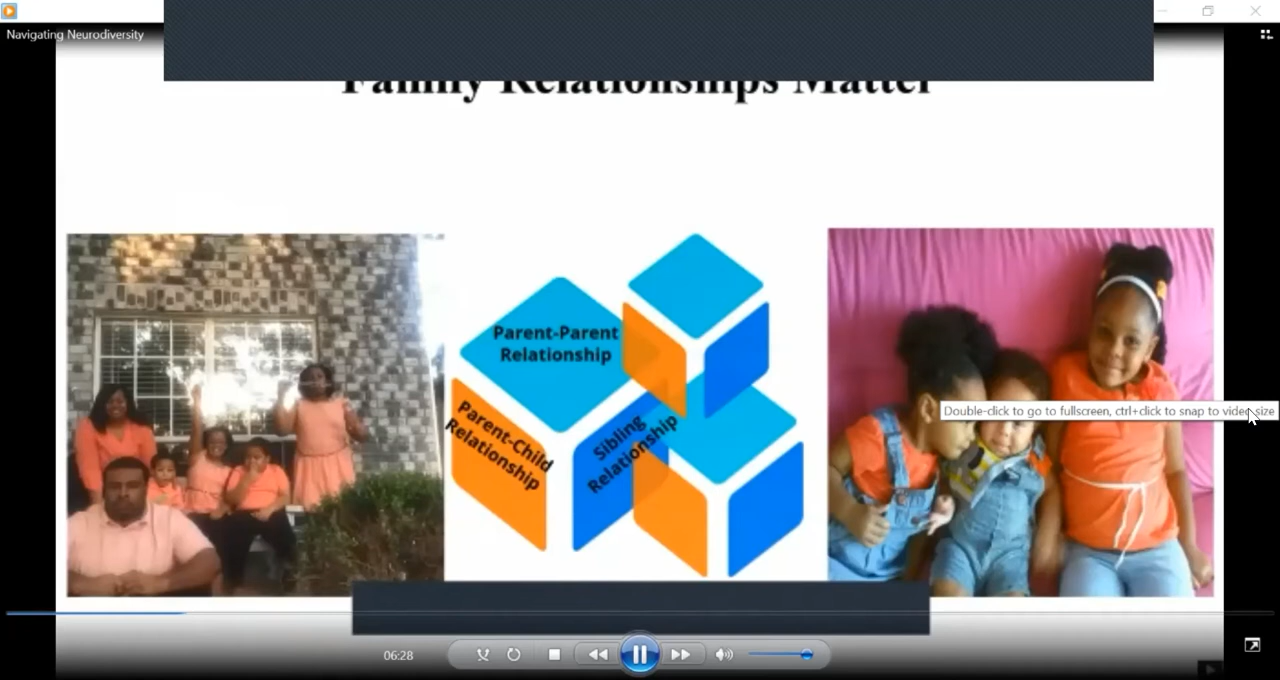 Navigating Neurodiversity
Family Relationships Matter
Parent-Parent
Relationship
Parent-Child
Relationship
Sibling
Relationship
Double-click to go to fullscreen, ctrl+click to snap to video size
06:28